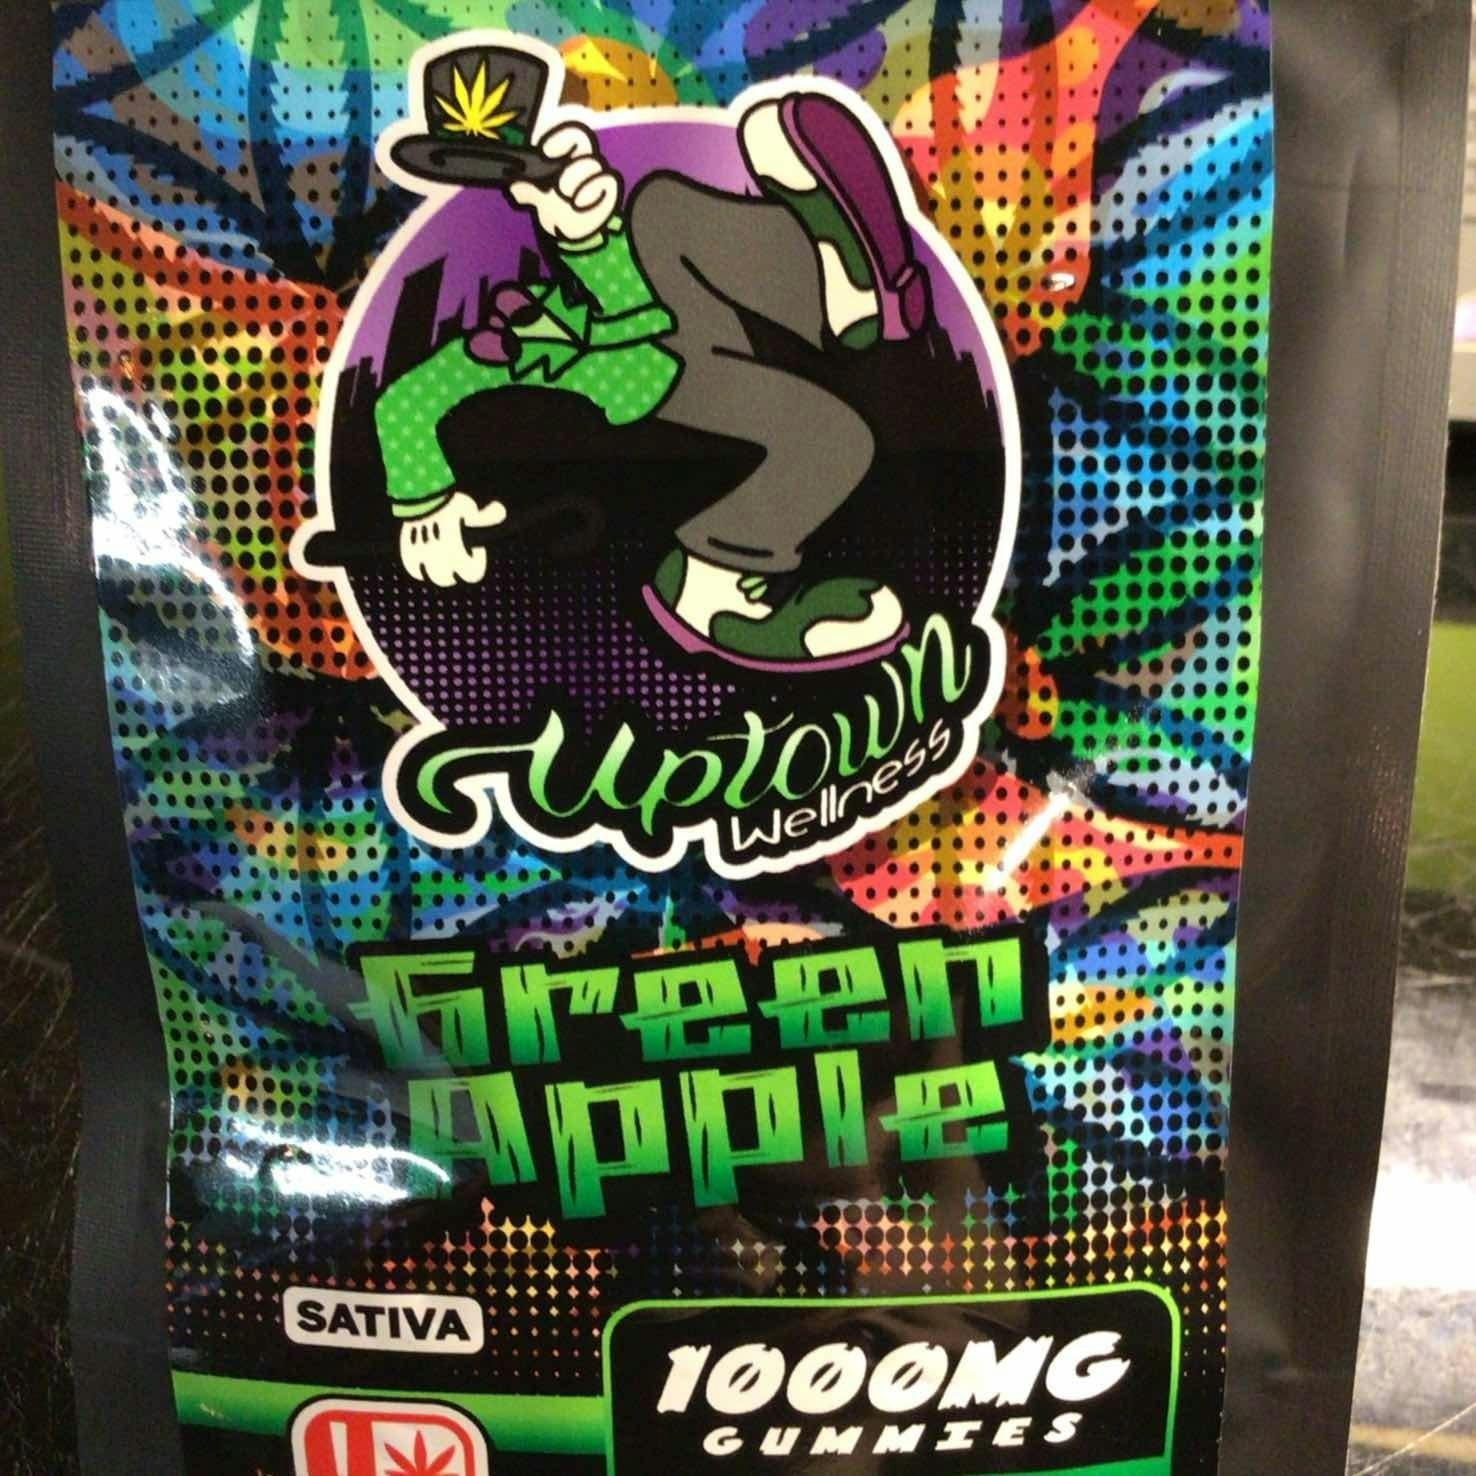 Uptown
Wellness
Green
Apple
SATIVA
1000MG
GUMMIES